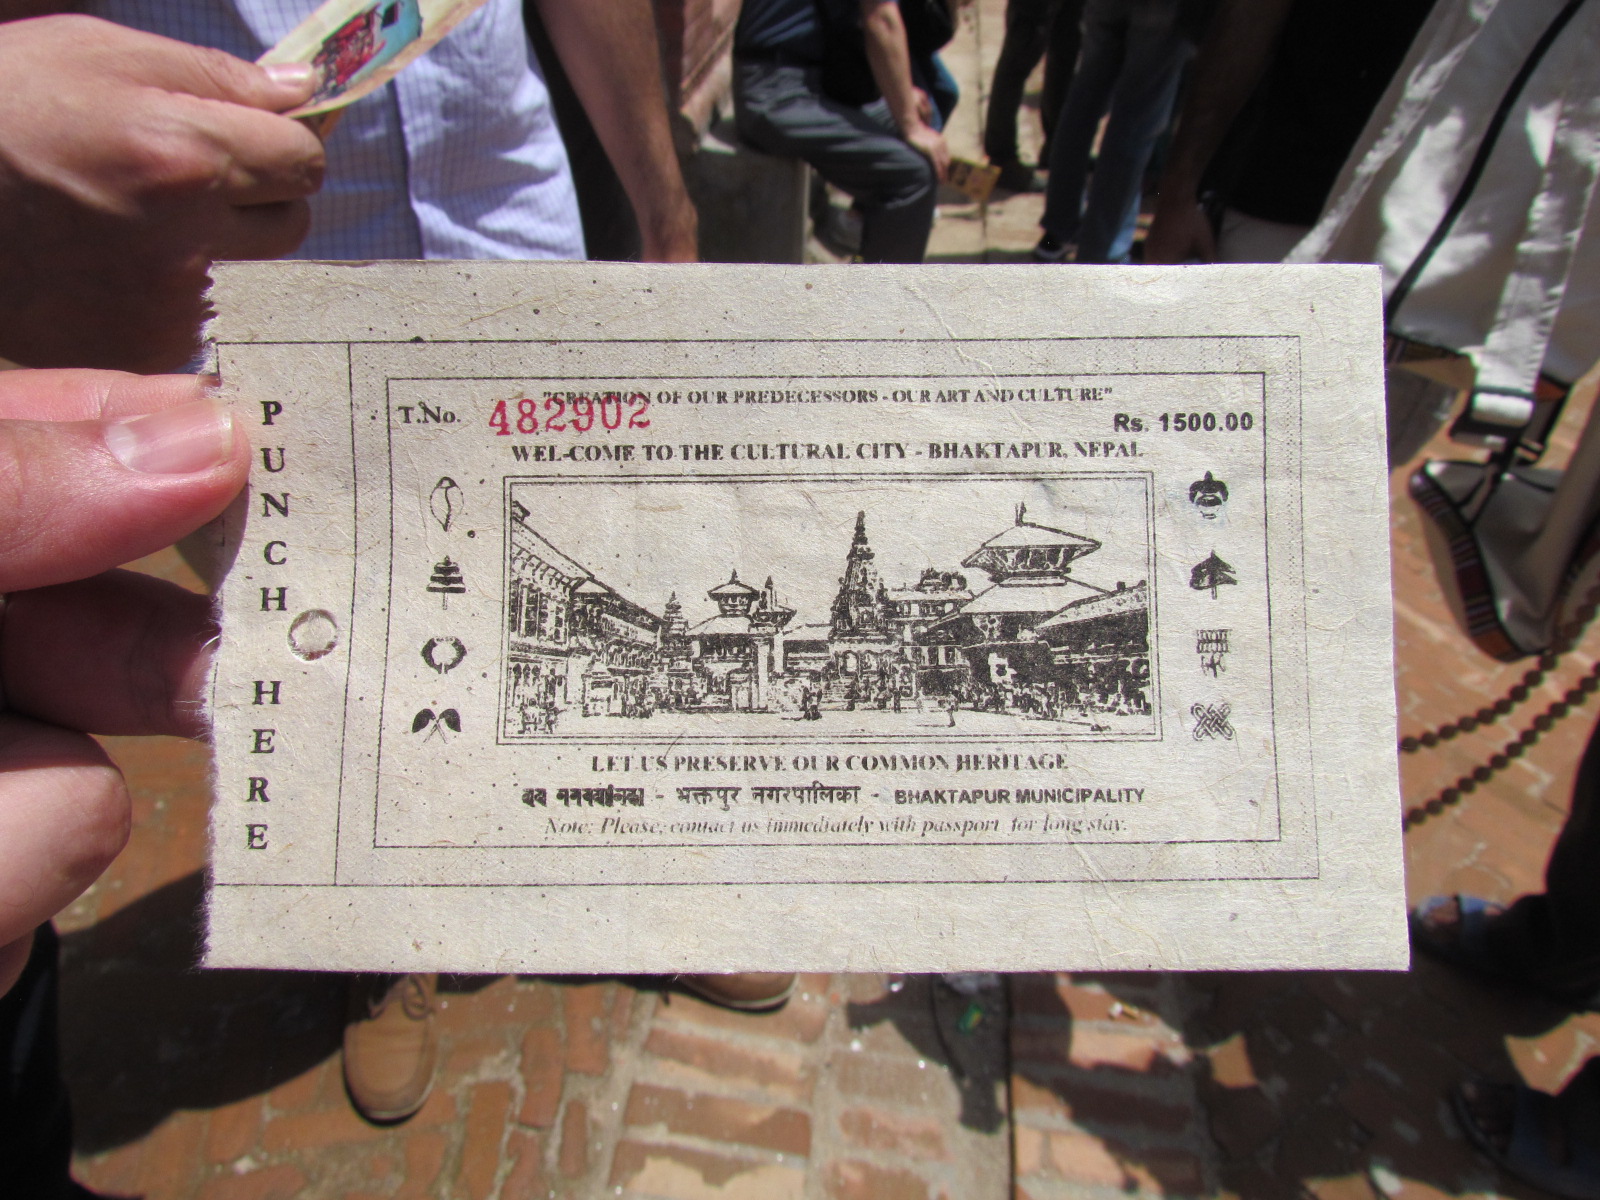 "CREATION OF OUR PREDECESSORS - OUR ART AND CULTURE"
T.No. 482902
Rs. 1500.00
WEL-COME TO THE CULTURAL CITY - BHAKTAPUR, NEPAL
PUNCH HERE
LET US PRESERVE OUR COMMON HERITAGE
- भक्तपुर नगरपालिका - BHAKTAPUR MUNICIPALITY
Note: Please, contact us immediately with passport for long stay.